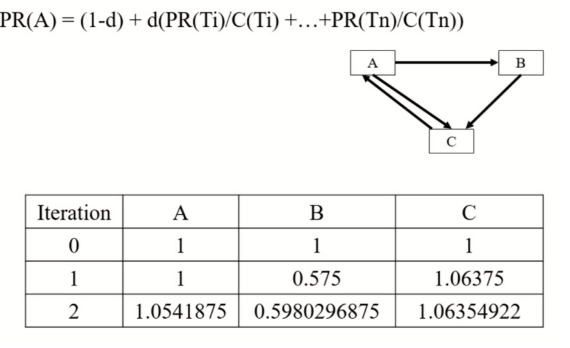 PR(A) = (1-d) + d(PR(Ti)/C(Ti) +…+PR(Tn)/C(Tn))
A
B
C
Iteration A B C
0 1 1 1
1 1 0.575 1.06375
2 1.0541875 0.5980296875 1.06354922